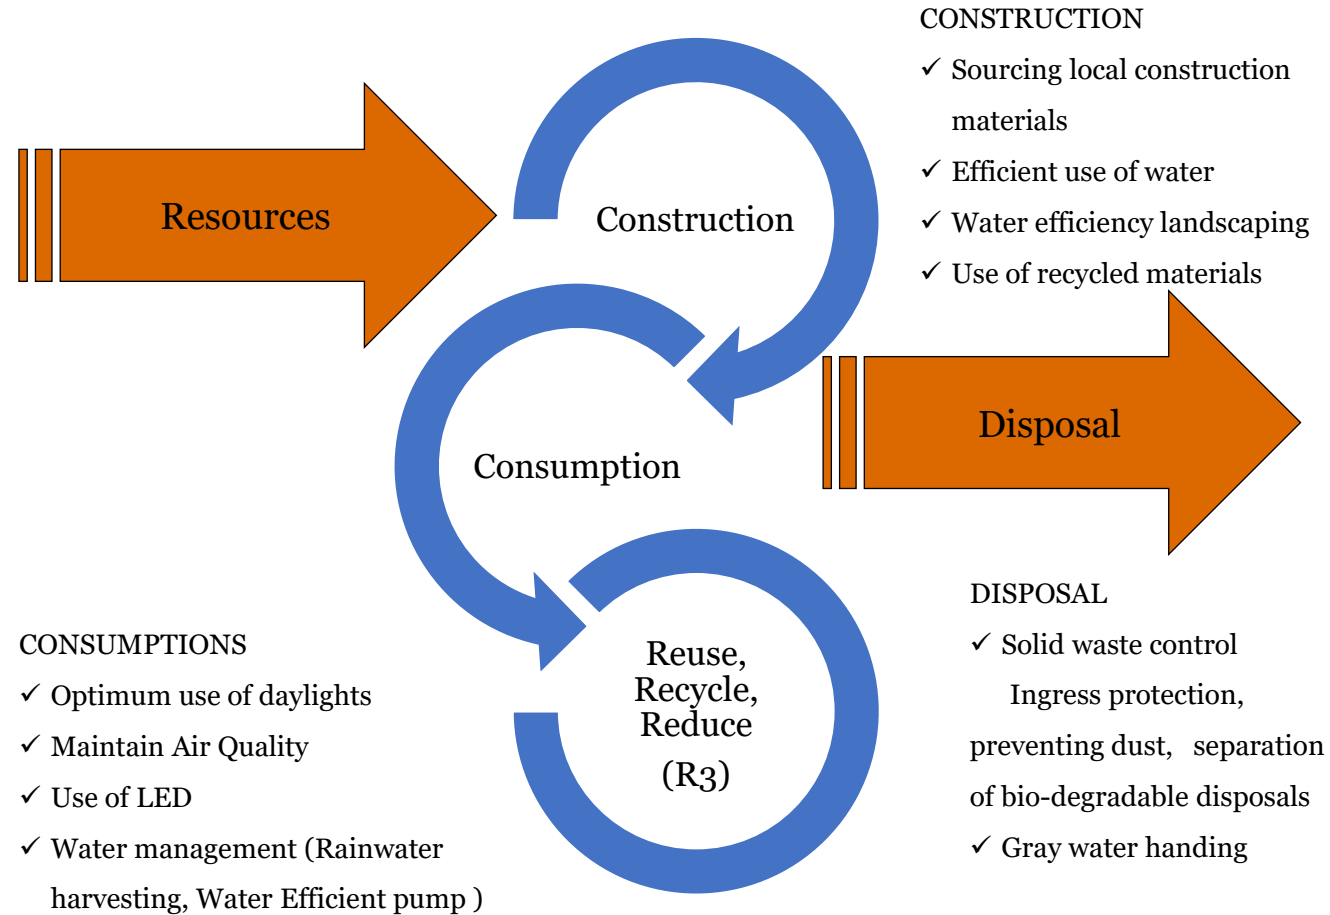 CONSTRUCTION
✓ Sourcing local construction
materials
✓ Efficient use of water
✓ Water efficiency landscaping
✓ Use of recycled materials
Resources
Construction
Disposal
Consumption
Reuse,
Recycle,
Reduce
(R3)
CONSUMPTIONS
✓ Optimum use of daylights
✓ Maintain Air Quality
✓ Use of LED
✓ Water management (Rainwater
harvesting, Water Efficient pump )
DISPOSAL
✓ Solid waste control
Ingress protection,
preventing dust, separation
of bio-degradable disposals
✓ Gray water handing